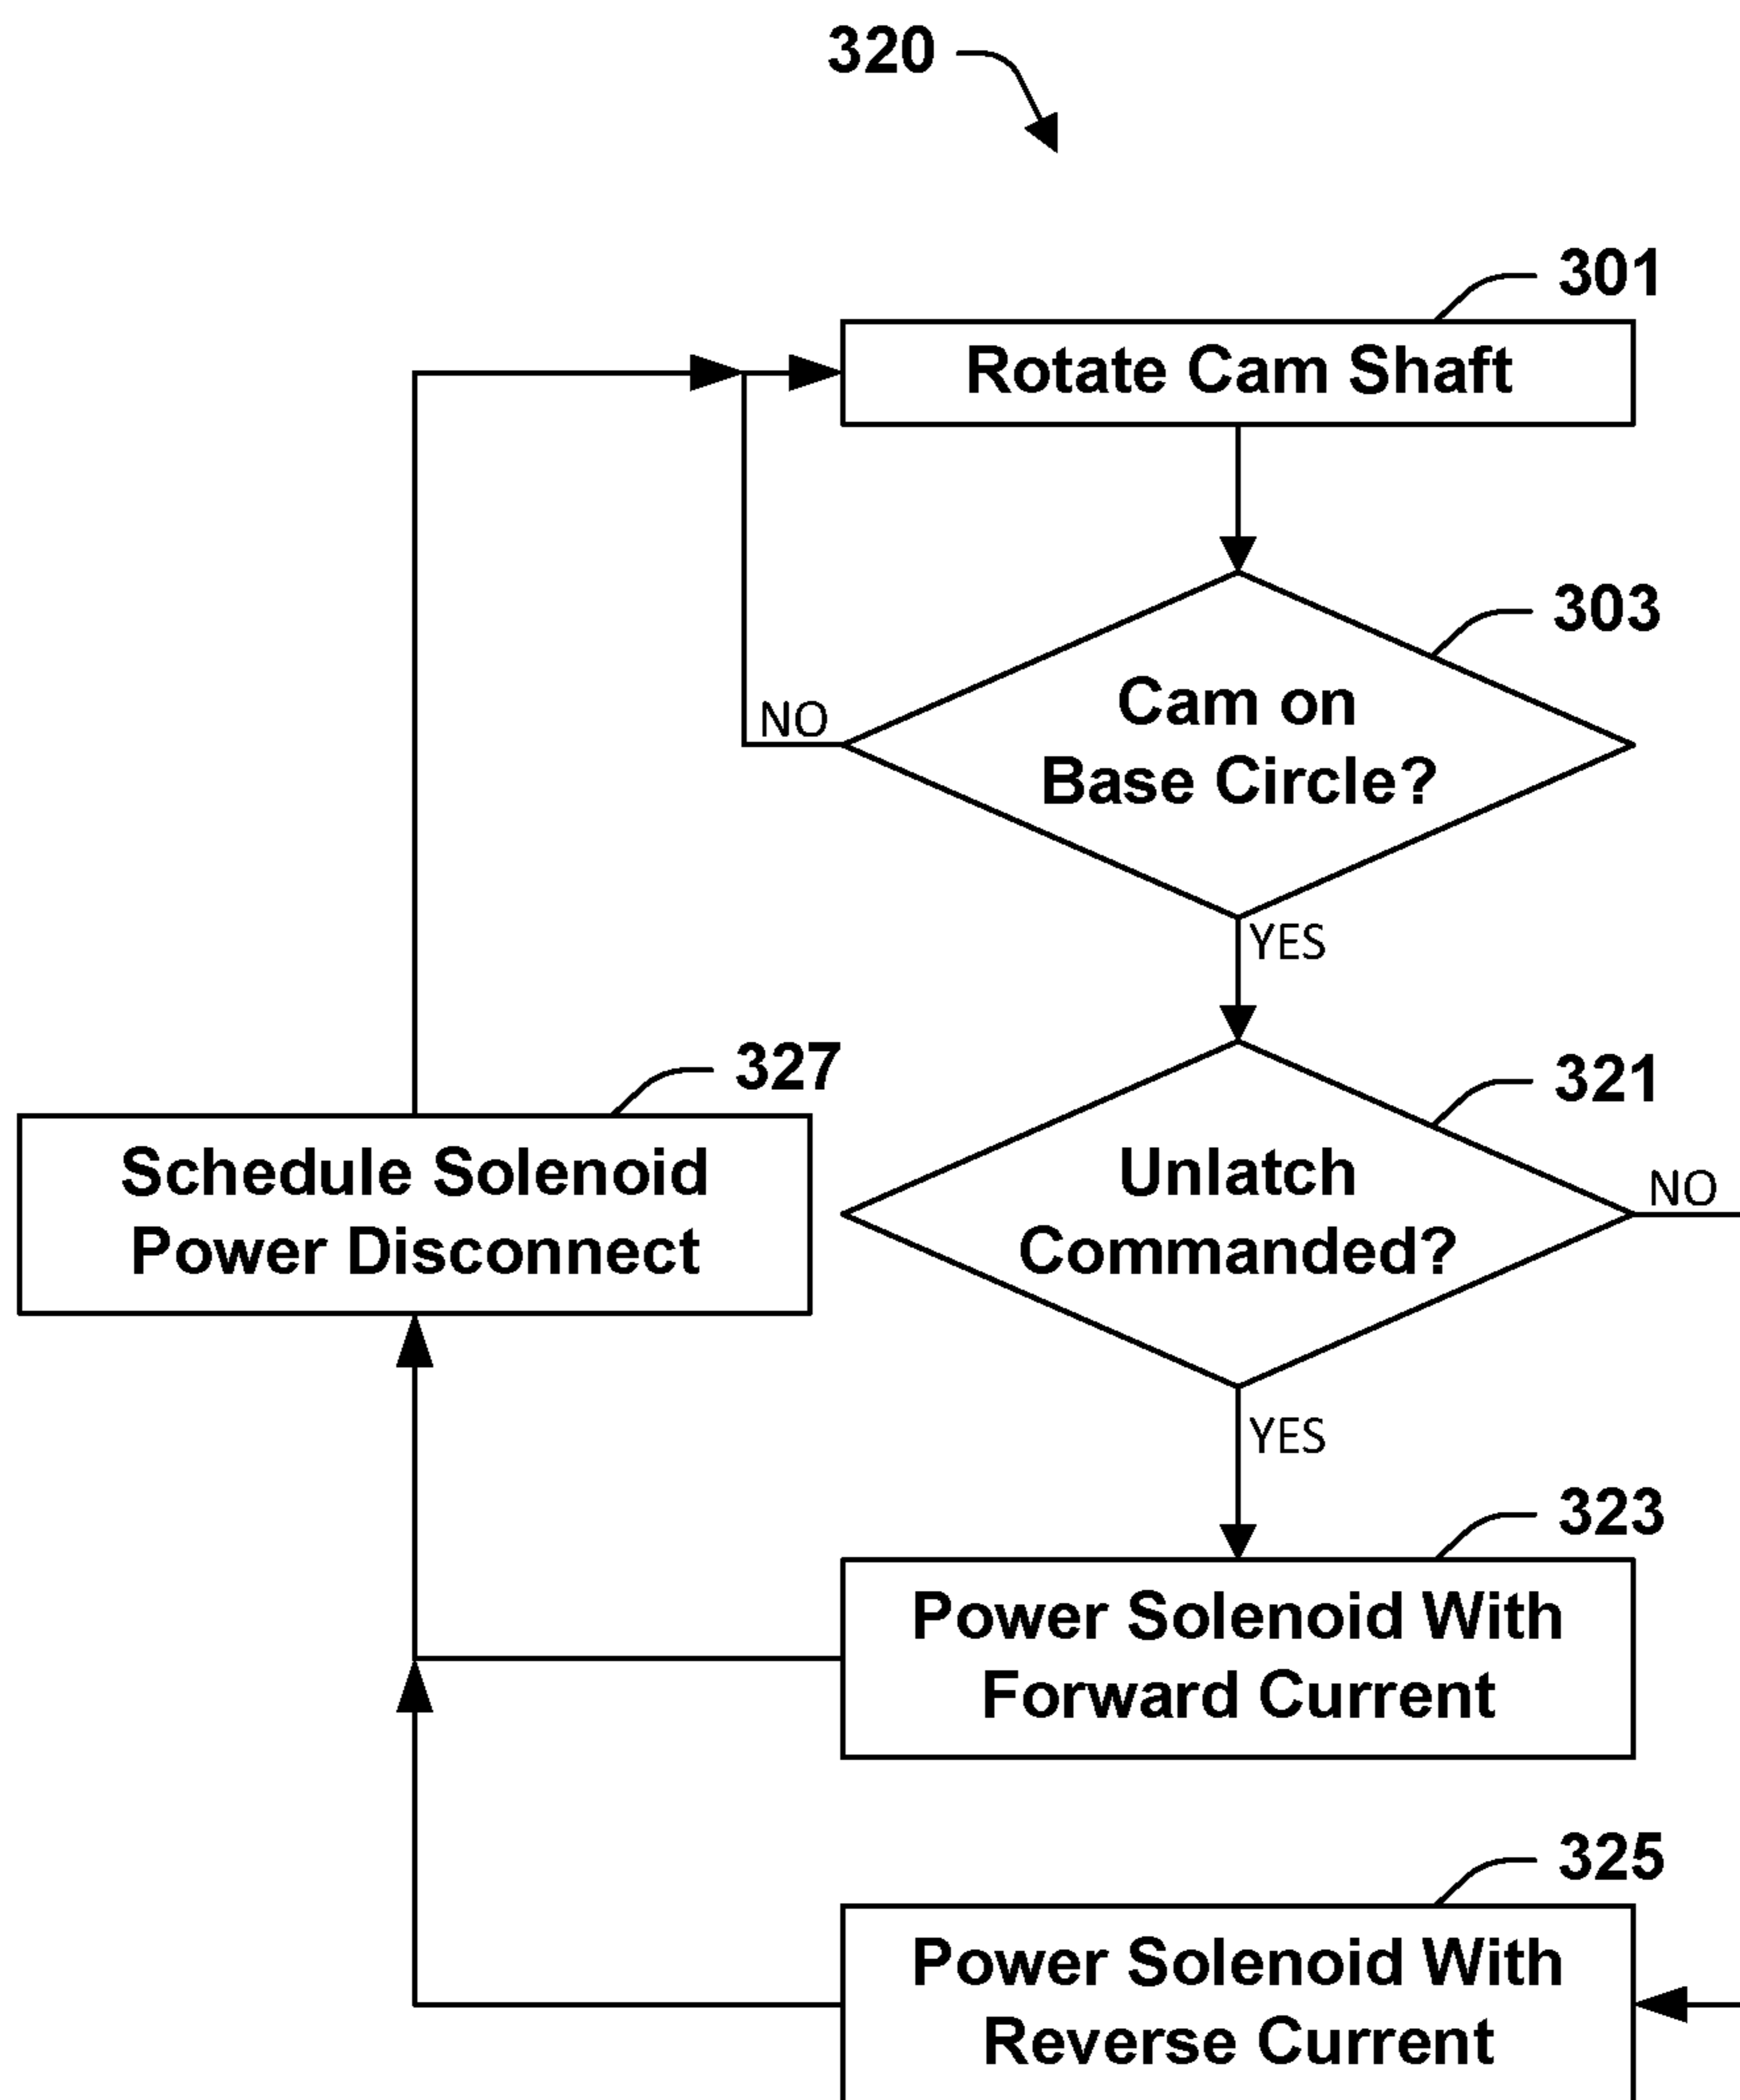 320
301
Rotate Cam Shaft
303
Cam on
Base Circle?
NO
YES
327
Schedule Solenoid
Power Disconnect
321
Unlatch
Commanded?
NO
YES
323
Power Solenoid With
Forward Current
325
Power Solenoid With
Reverse Current